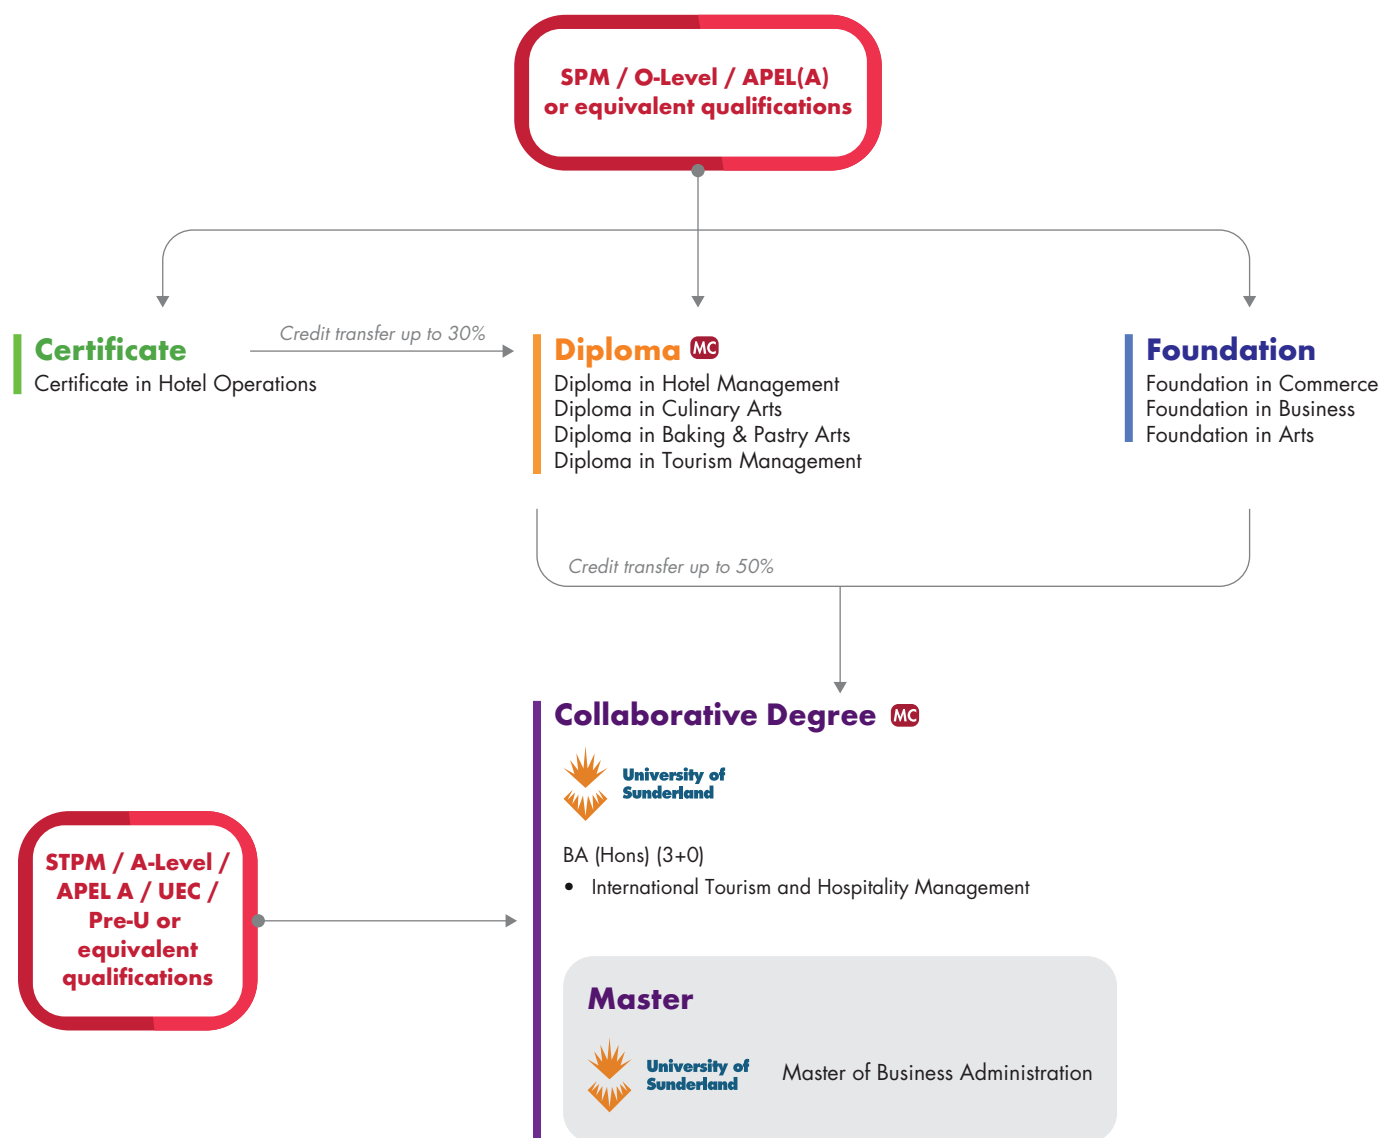 SPM / O-Level / APEL(A)
or equivalent qualifications
Credit transfer up to 30%
Certificate
Certificate in Hotel Operations
Diploma MC
Diploma in Hotel Management
Diploma in Culinary Arts
Diploma in Baking & Pastry Arts
Diploma in Tourism Management
Foundation
Foundation in Commerce
Foundation in Business
Foundation in Arts
Credit transfer up to 50%
Collaborative Degree MC
University of
Sunderland
BA (Hons) (3+0)
• International Tourism and Hospitality Management
STPM / A-Level /
APEL A / UEC /
Pre-U or
equivalent
qualifications
Master
University of
Sunderland
Master of Business Administration